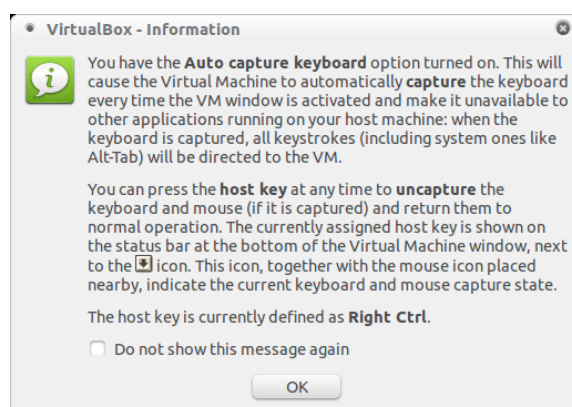 VirtualBox - Information
You have the Auto capture keyboard option turned on. This will
cause the Virtual Machine to automatically capture the keyboard
every time the VM window is activated and make it unavailable to
other applications running on your host machine: when the
keyboard is captured, all keystrokes (including system ones like
Alt-Tab) will be directed to the VM.
You can press the host key at any time to uncapture the
keyboard and mouse (if it is captured) and return them to
normal operation. The currently assigned host key is shown on
the status bar at the bottom of the Virtual Machine window, next
to the icon. This icon, together with the mouse icon placed
nearby, indicate the current keyboard and mouse capture state.
The host key is currently defined as Right Ctrl.
Do not show this message again
OK